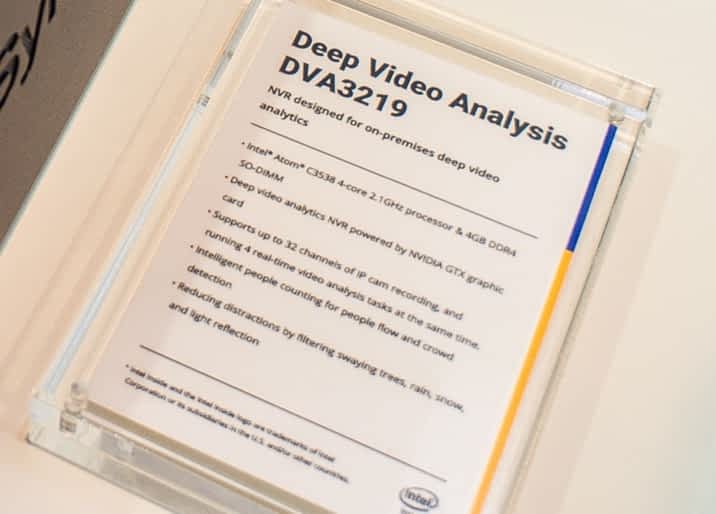 Sy
Deep Video Analysis
DVA3219
NVR designed for on-premises deep video
analytics
• Intel® Atom® C3538 4-core 2.1GHz processor & 4GB DDR4
SO-DIMM
• Deep video analytics NVR powered by NVIDIA GTX graphic
card
• Supports up to 32 channels of IP cam recording, and
running 4 real-time video analysis tasks at the same time.
• Intelligent people counting for people flow and crowd
detection
• Reducing distractions by filtering swaying trees, rain, snow,
and light reflection
* Intel Inside and the Intel Inside logo are trademarks of Intel
Corporation or its subsidiaries in the U.S. and/or other countries.
intel